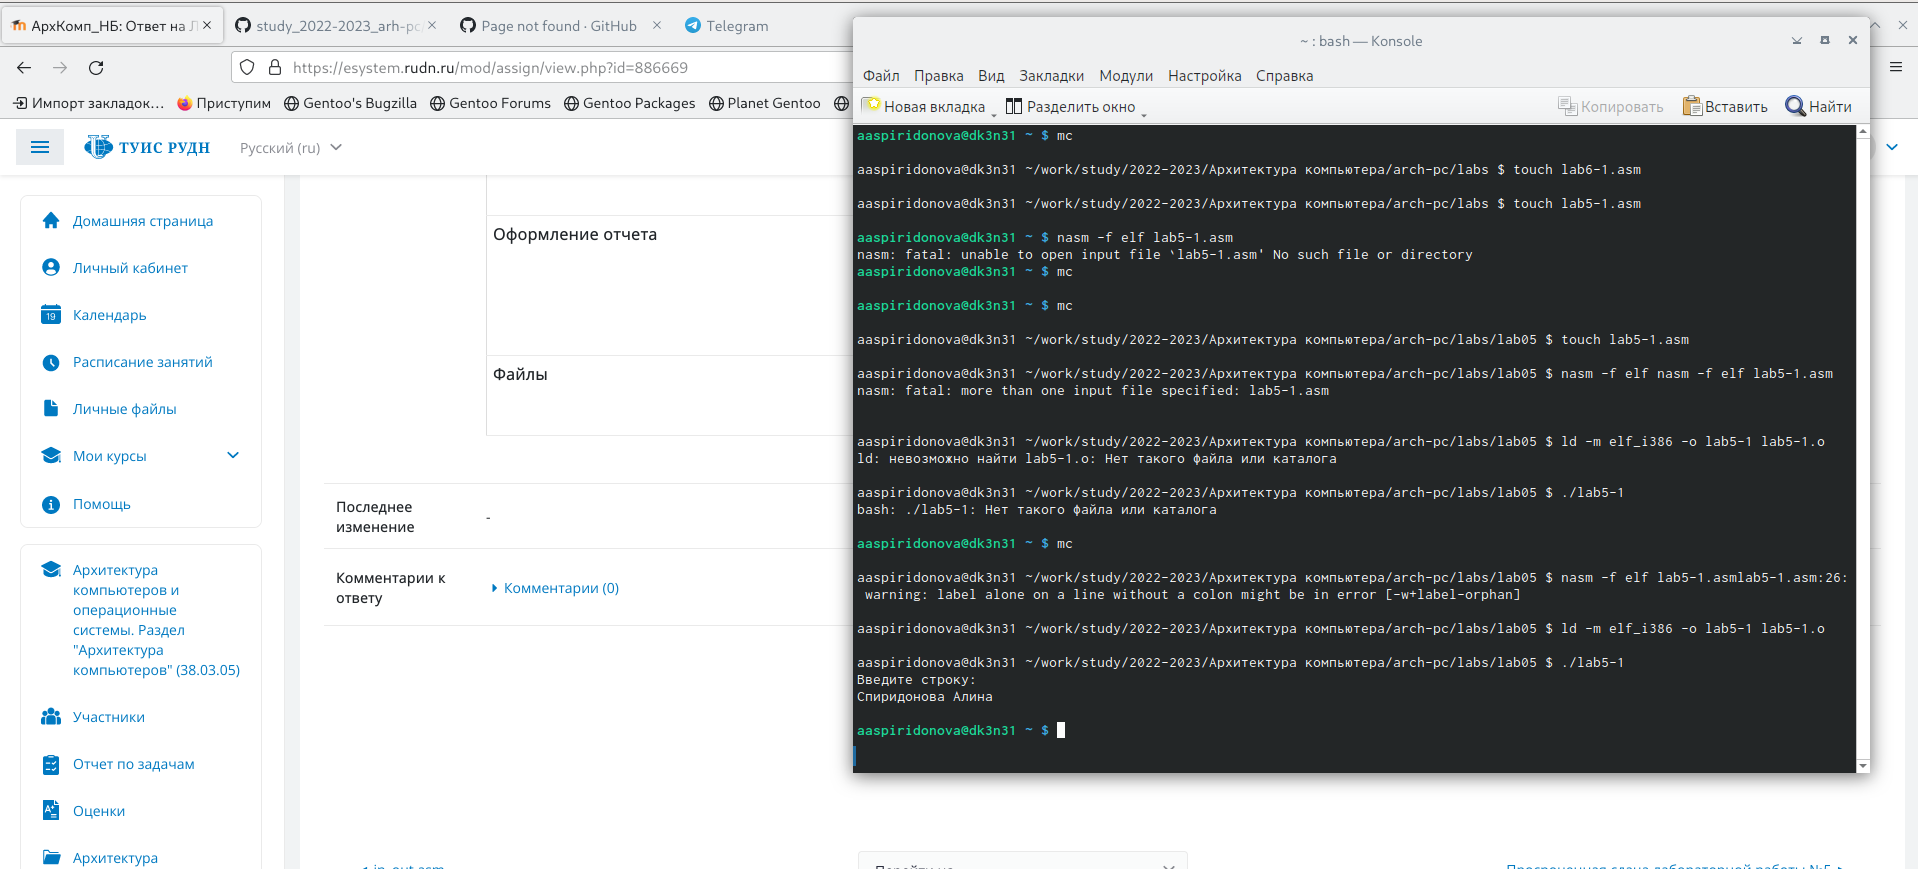 АрхКомп_НБ: Ответ на Л
study_2022-2023_arh-pc
Page not found · GitHub
Telegram
https://esystem.rudn.ru/mod/assign/view.php?id=886669
Импорт закладок...
Приступим
Gentoo's Bugzilla
Gentoo Forums
Gentoo Packages
Planet Gentoo
ТУИС РУДН
Русский (ru)
Домашняя страница
Личный кабинет
19
Календарь
Расписание занятий
Личные файлы
Мои курсы
Помощь
Архитектура
компьютеров и
операционные
системы. Раздел
"Архитектура
компьютеров" (38.03.05)
Участники
Отчет по задачам
Оценки
Архитектура
Оформление отчета
Файлы
Последнее
изменение
-
Комментарии к
ответу
Комментарии (0)
~ : bash — Konsole
Файл Правка Вид Закладки Модули Настройка Справка
Новая вкладка
Разделить окно
Копировать
Вставить
Найти
aaspiridonova@dk3n31 ~ $ mc
aaspiridonova@dk3n31 ~/work/study/2022-2023/Архитектура компьютера/arch-pc/labs $ touch lab6-1.asm
aaspiridonova@dk3n31 ~/work/study/2022-2023/Архитектура компьютера/arch-pc/labs $ touch lab5-1.asm
aaspiridonova@dk3n31 ~ $ nasm -f elf lab5-1.asm
nasm: fatal: unable to open input file `lab5-1.asm' No such file or directory
aaspiridonova@dk3n31 ~ $ mc
aaspiridonova@dk3n31 ~ $ mc
aaspiridonova@dk3n31 ~/work/study/2022-2023/Архитектура компьютера/arch-pc/labs/lab05 $ touch lab5-1.asm
aaspiridonova@dk3n31 ~/work/study/2022-2023/Архитектура компьютера/arch-pc/labs/lab05 $ nasm -f elf nasm -f elf lab5-1.asm
nasm: fatal: more than one input file specified: lab5-1.asm
aaspiridonova@dk3n31 ~/work/study/2022-2023/Архитектура компьютера/arch-pc/labs/lab05 $ ld -m elf_i386 -o lab5-1 lab5-1.o
ld: невозможно найти lab5-1.o: Нет такого файла или каталога
aaspiridonova@dk3n31 ~/work/study/2022-2023/Архитектура компьютера/arch-pc/labs/lab05 $ ./lab5-1
bash: ./lab5-1: Нет такого файла или каталога
aaspiridonova@dk3n31 ~ $ mc
aaspiridonova@dk3n31 ~/work/study/2022-2023/Архитектура компьютера/arch-pc/labs/lab05 $ nasm -f elf lab5-1.asmlab5-1.asm:26:
warning: label alone on a line without a colon might be in error [-w+label-orphan]
aaspiridonova@dk3n31 ~/work/study/2022-2023/Архитектура компьютера/arch-pc/labs/lab05 $ ld -m elf_i386 -o lab5-1 lab5-1.o
aaspiridonova@dk3n31 ~/work/study/2022-2023/Архитектура компьютера/arch-pc/labs/lab05 $ ./lab5-1
Введите строку:
Спиридонова Алина
aaspiridonova@dk3n31 ~ $